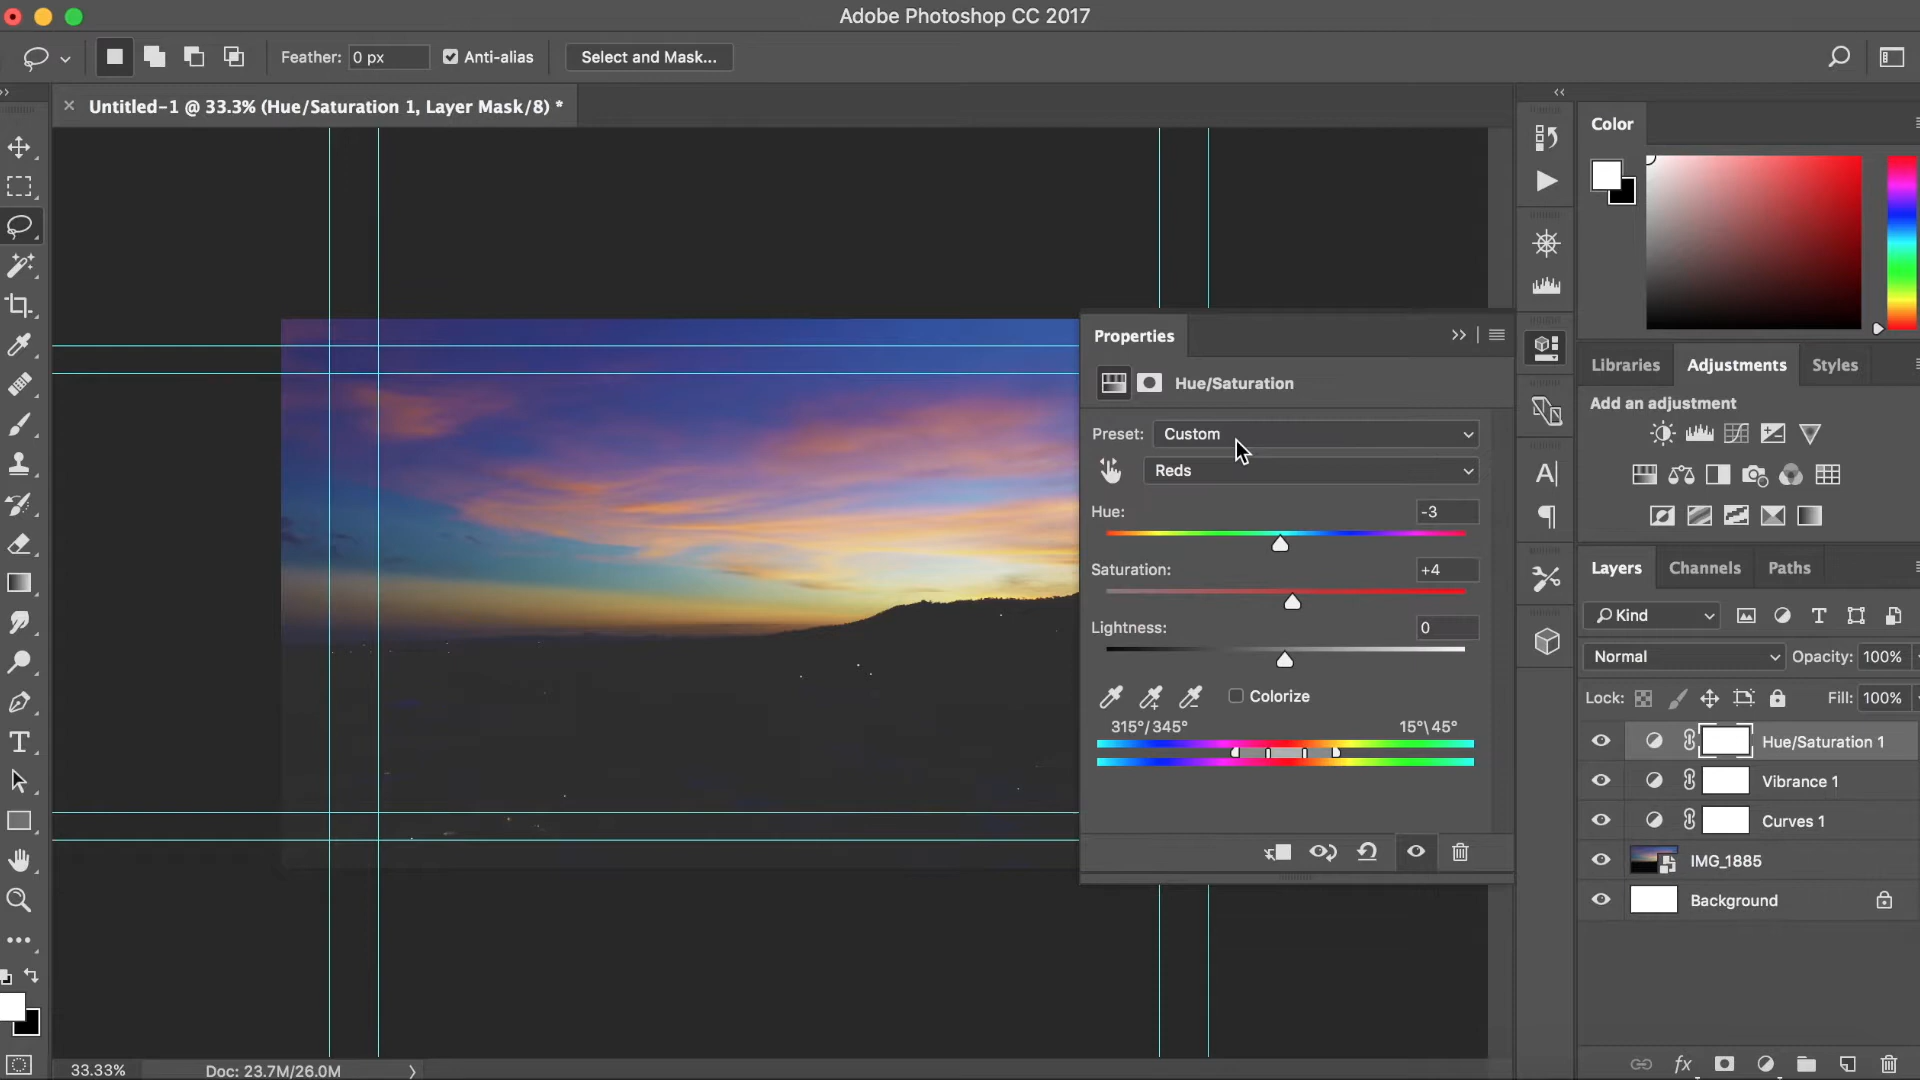 Adobe Photoshop CC 2017
Feather: 0 px Anti-alias Select and Mask...
Untitled-1 @ 33.3% (Hue/Saturation 1, Layer Mask/8) *
Color
Properties
Hue/Saturation
Preset: Custom
Reds
Hue: -3
Saturation: +4
Lightness: 0
Colorize
315°/345° 15°\45°
Libraries Adjustments Styles
Add an adjustment
Layers Channels Paths
Kind
Normal Opacity: 100%
Lock: Fill: 100%
Hue/Saturation 1
Vibrance 1
Curves 1
IMG_1885
Background
33.33% Doc: 23.7M/26.0M